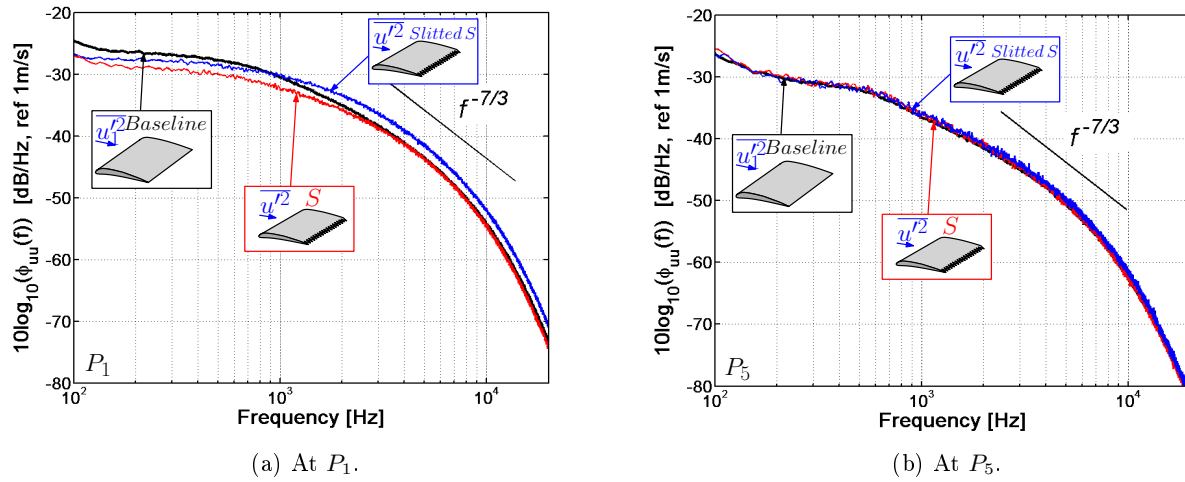 10log10(ϕuu(f)) [dB/Hz, ref 1m/s]
-20
-30
-40
-50
-60
-70
-80
u′2 Slitted S
f -7/3
u′21 Baseline
u′2 S
P1
10^2
10^3
10^4
Frequency [Hz]
(a) At P1.
10log10(ϕuu(f)) [dB/Hz, ref 1m/s]
-10
-20
-30
-40
-50
-60
-70
-80
u′2 Slitted S
f -7/3
u′21 Baseline
u′2 S
P5
10^2
10^3
10^4
Frequency [Hz]
(b) At P5.